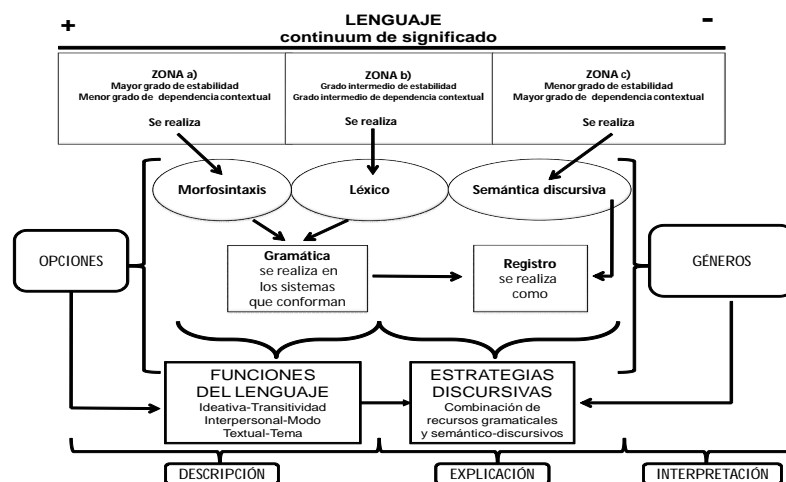 +
LENGUAJE
-
continuum de significado
ZONA a)
Mayor grado de estabilidad
Menor grado de dependencia contextual
Se realiza
ZONA b)
Grado intermedio de estabilidad
Grado intermedio de dependencia contextual
Se realiza
ZONA c)
Menor grado de estabilidad
Mayor grado de dependencia contextual
Se realiza
Morfosintaxis
Léxico
Semántica discursiva
OPCIONES
Gramática
se realiza en
los sistemas
que conforman
Registro
se realiza
como
GÉNEROS
FUNCIONES
DEL LENGUAJE
Ideativa-Transitividad
Interpersonal-Modo
Textual-Tema
ESTRATEGIAS
DISCURSIVAS
Combinación de
recursos gramaticales
y semántico-discursivos
DESCRIPCIÓN
EXPLICACIÓN
INTERPRETACIÓN